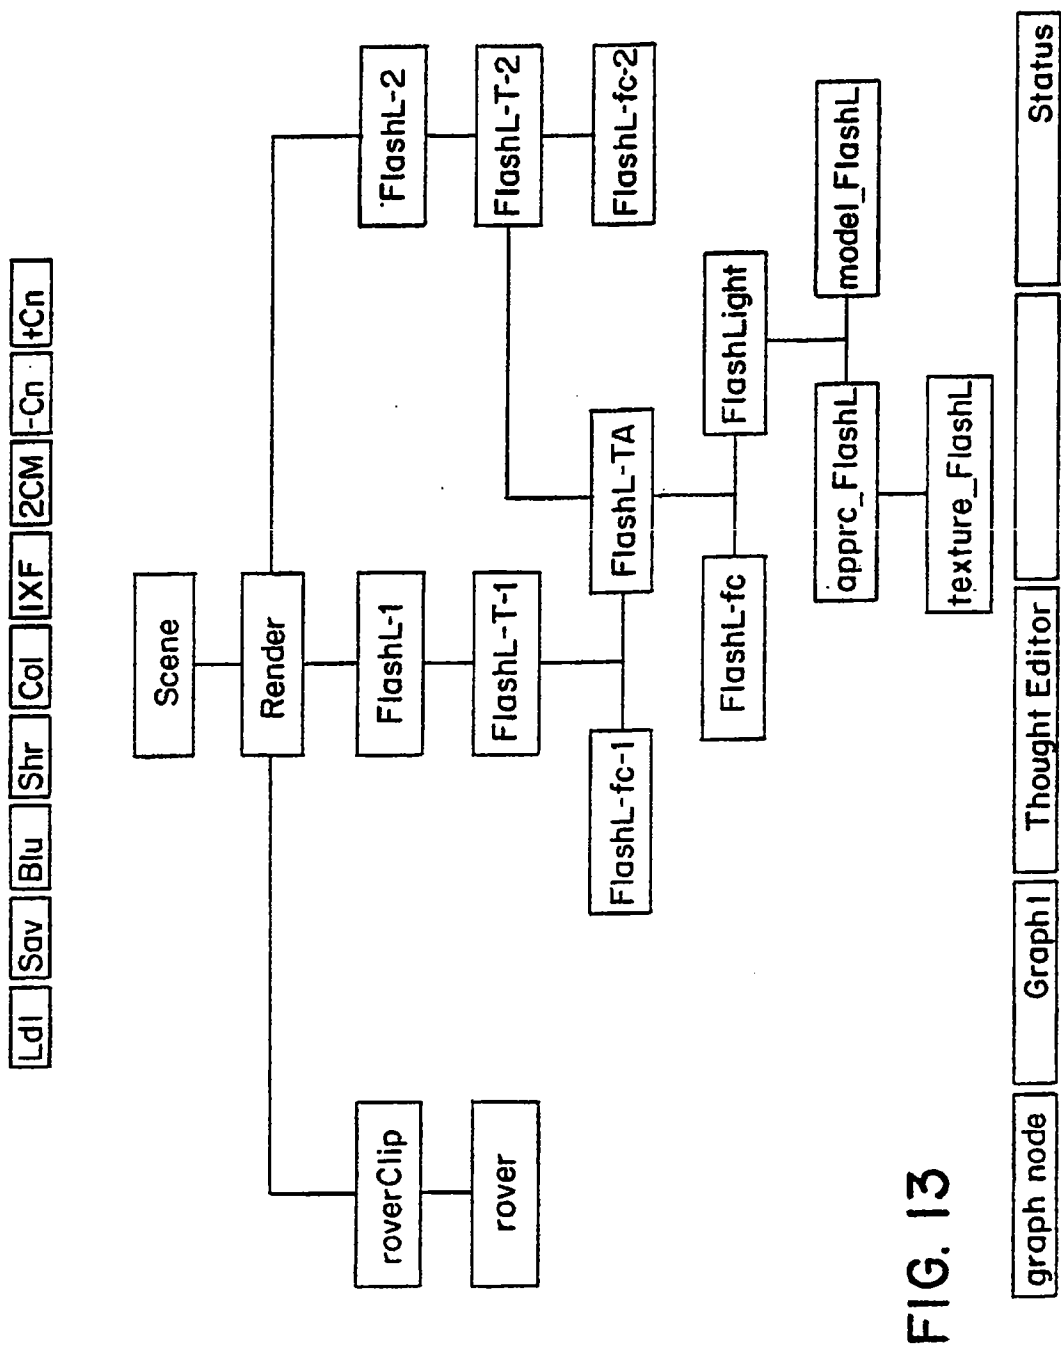 Ldl Sav Blu Shr Col IXF 2CM -Cn +Cn
Scene
Render
roverClip FlashL-1 FlashL-2
rover FlashL-T-1 FlashL-T-2
FlashL-fc-1 FlashL-TA FlashL-fc-2
FlashL-fc FlashLight
apprc_FlashL model_FlashL
texture_FlashL
FIG. 13
graph node Graph1 Thought Editor Status